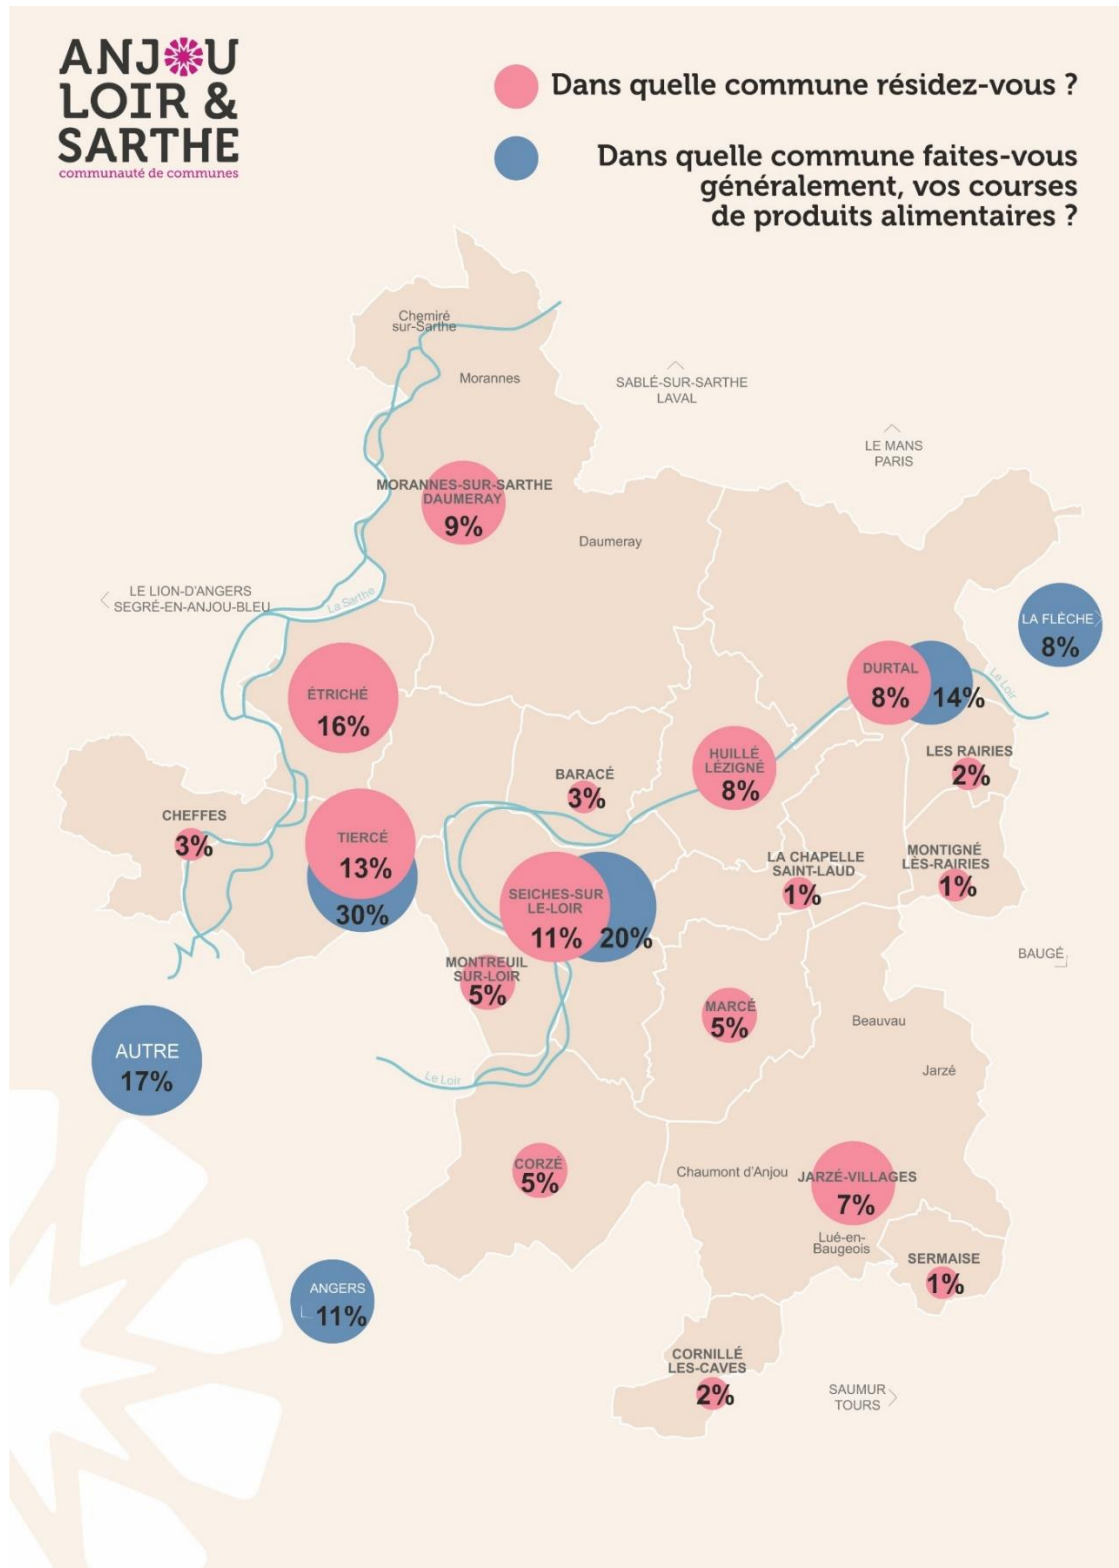 ANJOU
LOIR &
SARTHE
communauté de communes
Dans quelle commune résidez-vous ?
Dans quelle commune faites-vous
généralement, vos courses
de produits alimentaires ?
Chemiré
sur-Sarthe
Morannes
SABLÉ-SUR-SARTHE
LAVAL
LE MANS
PARIS
MORANNES-SUR-SARTHE
DAUMERAY
9%
Daumeray
LE LION-D'ANGERS
SEGRÉ-EN-ANJOU-BLEU
La Sarthe
LA FLÈCHE
8%
ÉTRICHÉ
16%
DURTAL
8%
14%
Le Loir
HUILLÉ
LÉZIGNÉ
8%
LES RAIRIES
2%
BARACÉ
3%
CHEFFES
3%
TIERCÉ
13%
30%
LA CHAPELLE
SAINT-LAUD
1%
MONTIGNÉ
LÈS-RAIRIES
1%
SEICHES-SUR
LE-LOIR
11%
20%
MONTREUIL
SUR-LOIR
5%
BAUGÉ
MARCÉ
5%
Beauvau
AUTRE
17%
Jarzé
Le Loir
CORZÉ
5%
Chaumont d'Anjou
JARZÉ-VILLAGES
7%
Lué-en-
Baugeois
SERMAISE
1%
ANGERS
11%
CORNILLÉ
LES-CAVES
2%
SAUMUR
TOURS